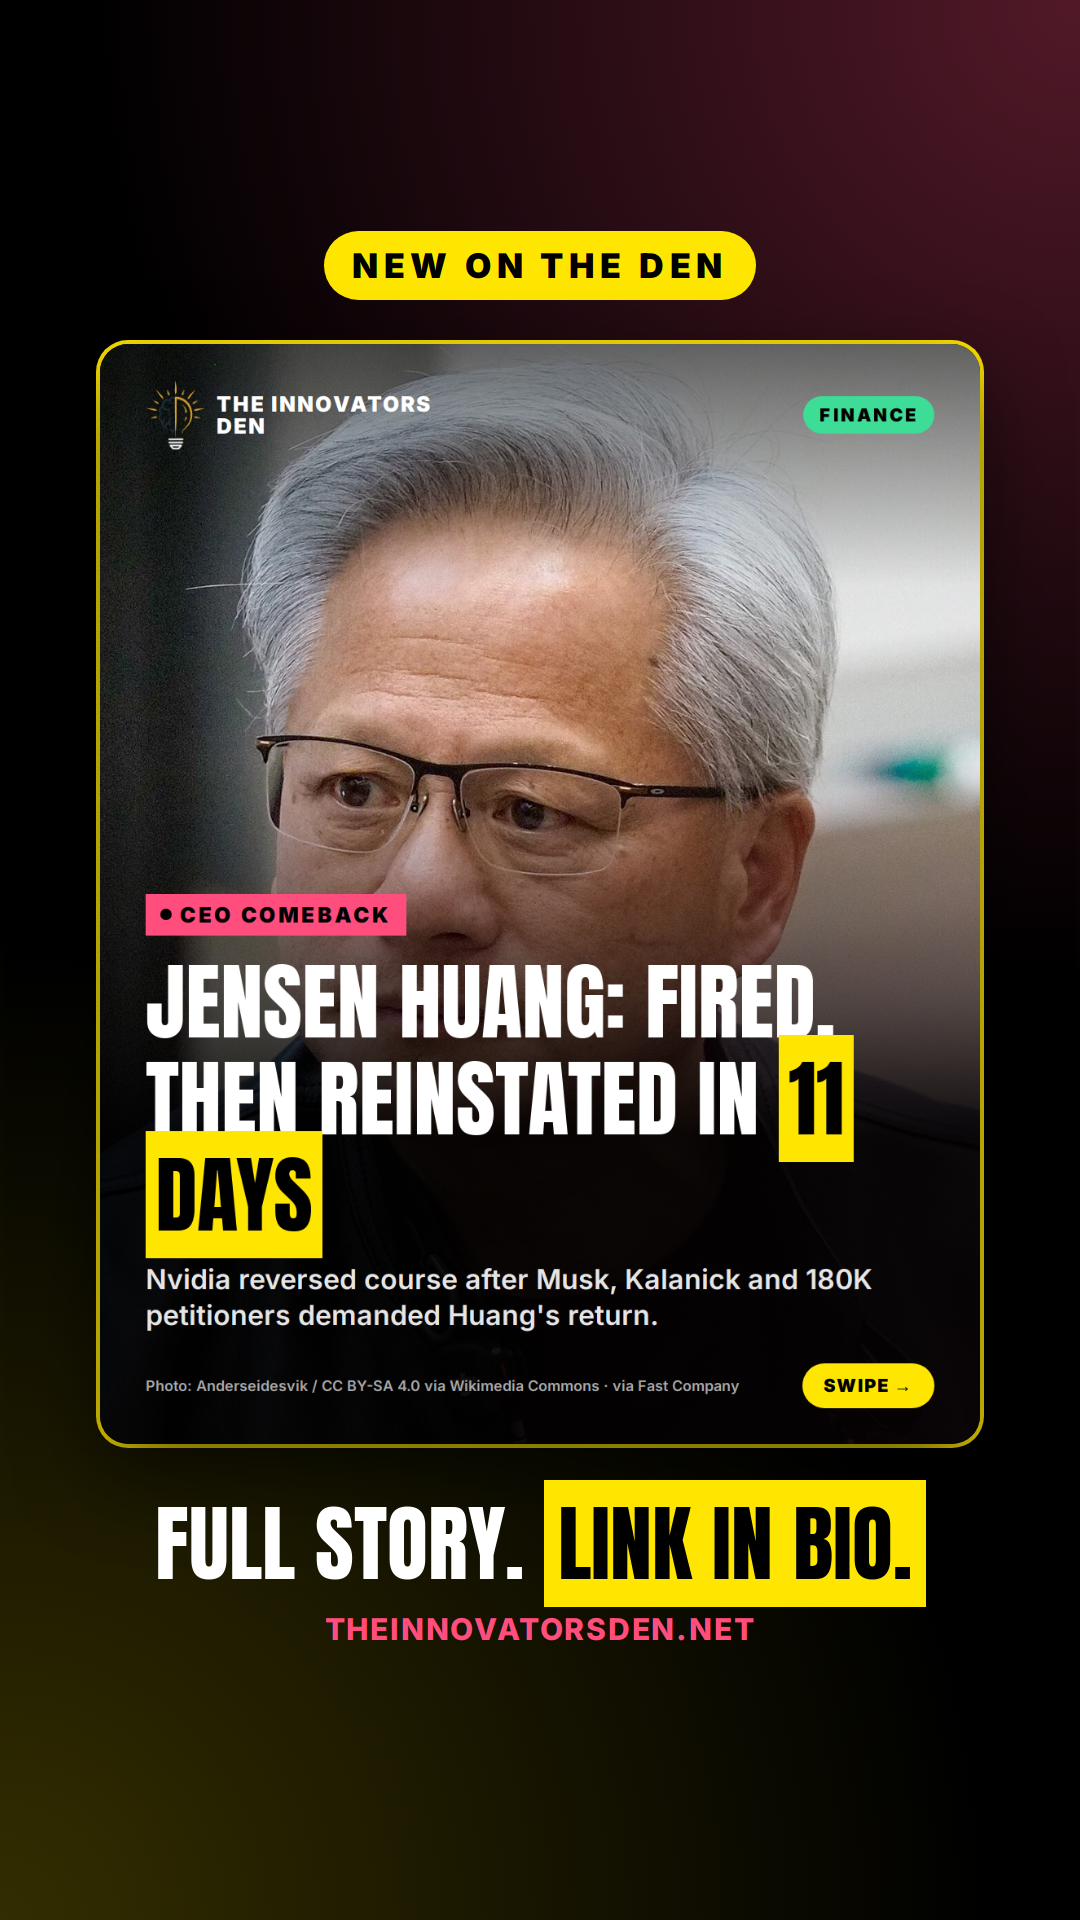 NEW ON THE DEN
THE INNOVATORS
DEN
FINANCE
● CEO COMEBACK
JENSEN HUANG: FIRED,
THEN REINSTATED IN 11
DAYS
Nvidia reversed course after Musk, Kalanick and 180K
petitioners demanded Huang's return.
Photo: Anderseidesvik / CC BY-SA 4.0 via Wikimedia Commons · via Fast Company
SWIPE →
FULL STORY. LINK IN BIO.
THEINNOVATORSDEN.NET